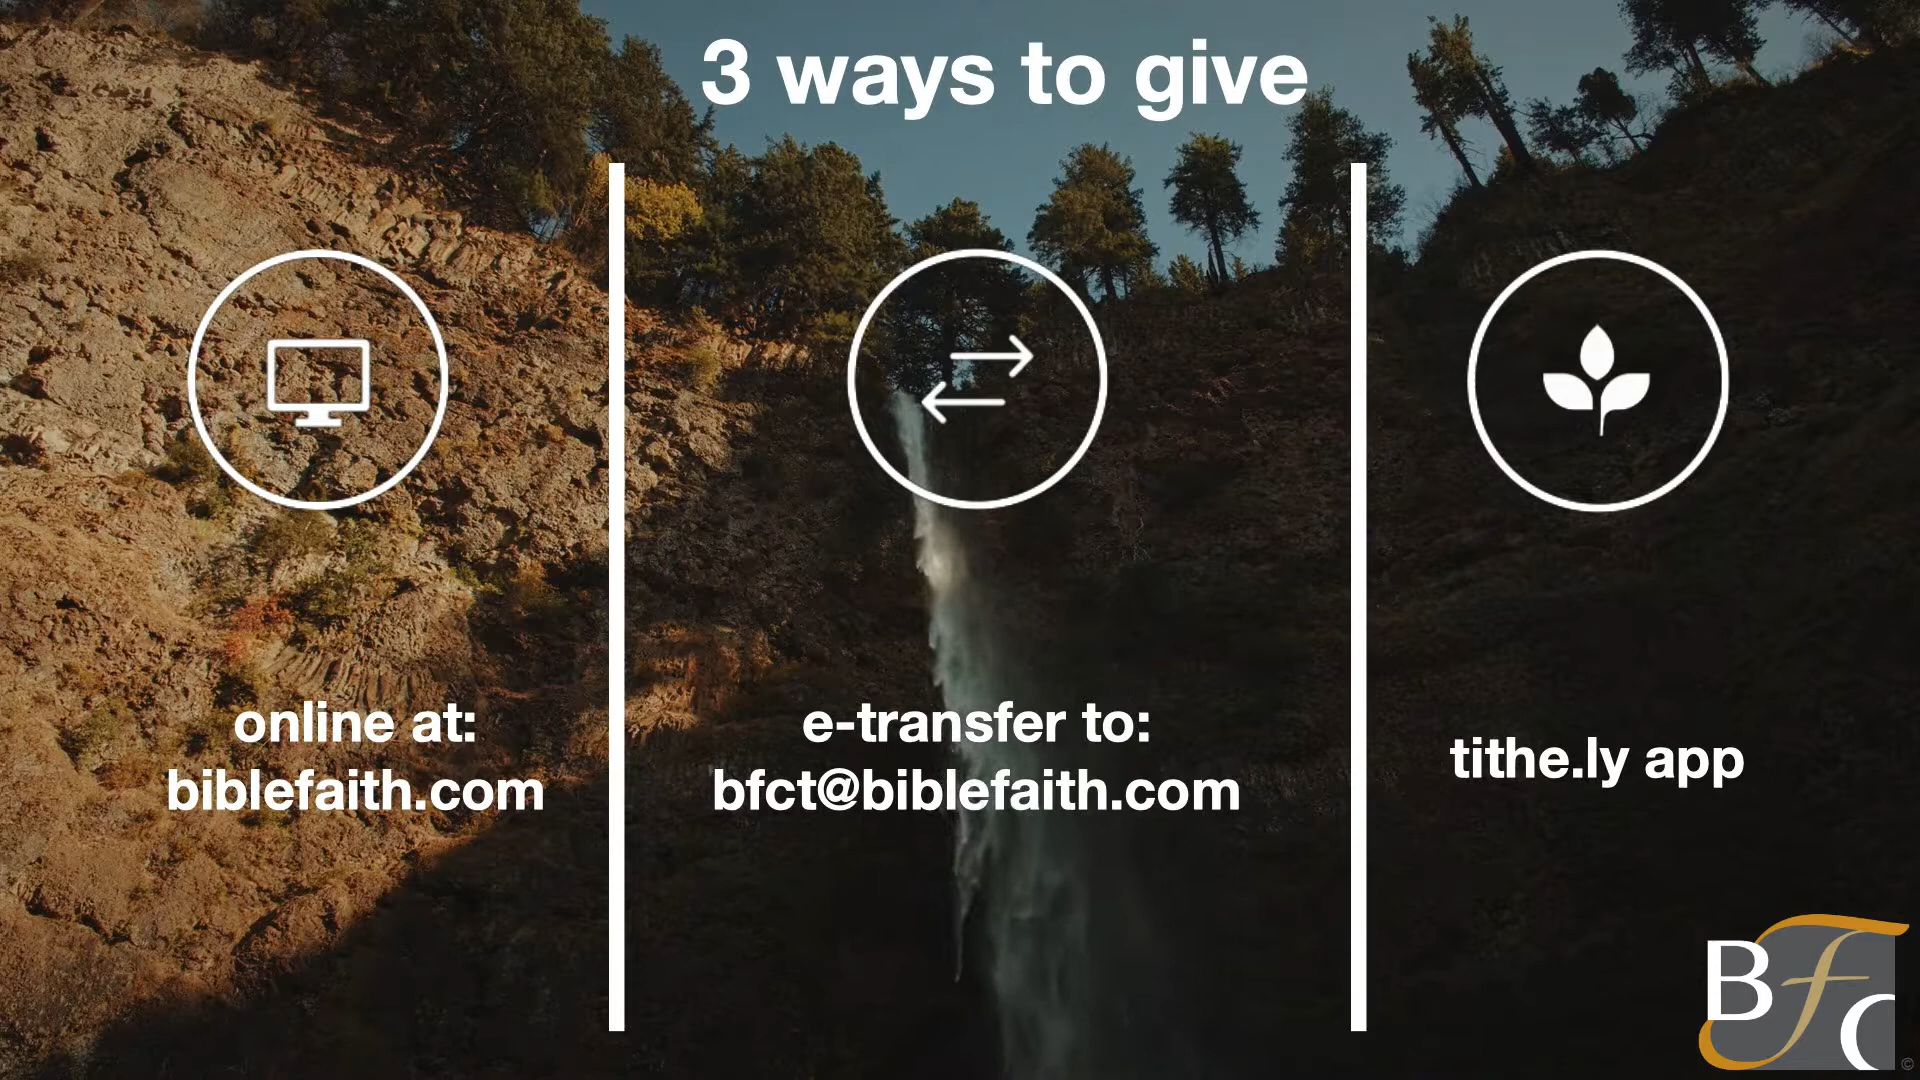 3 ways to give
online at:
biblefaith.com
e-transfer to:
bfct@biblefaith.com
tithe.ly app
BfC
©